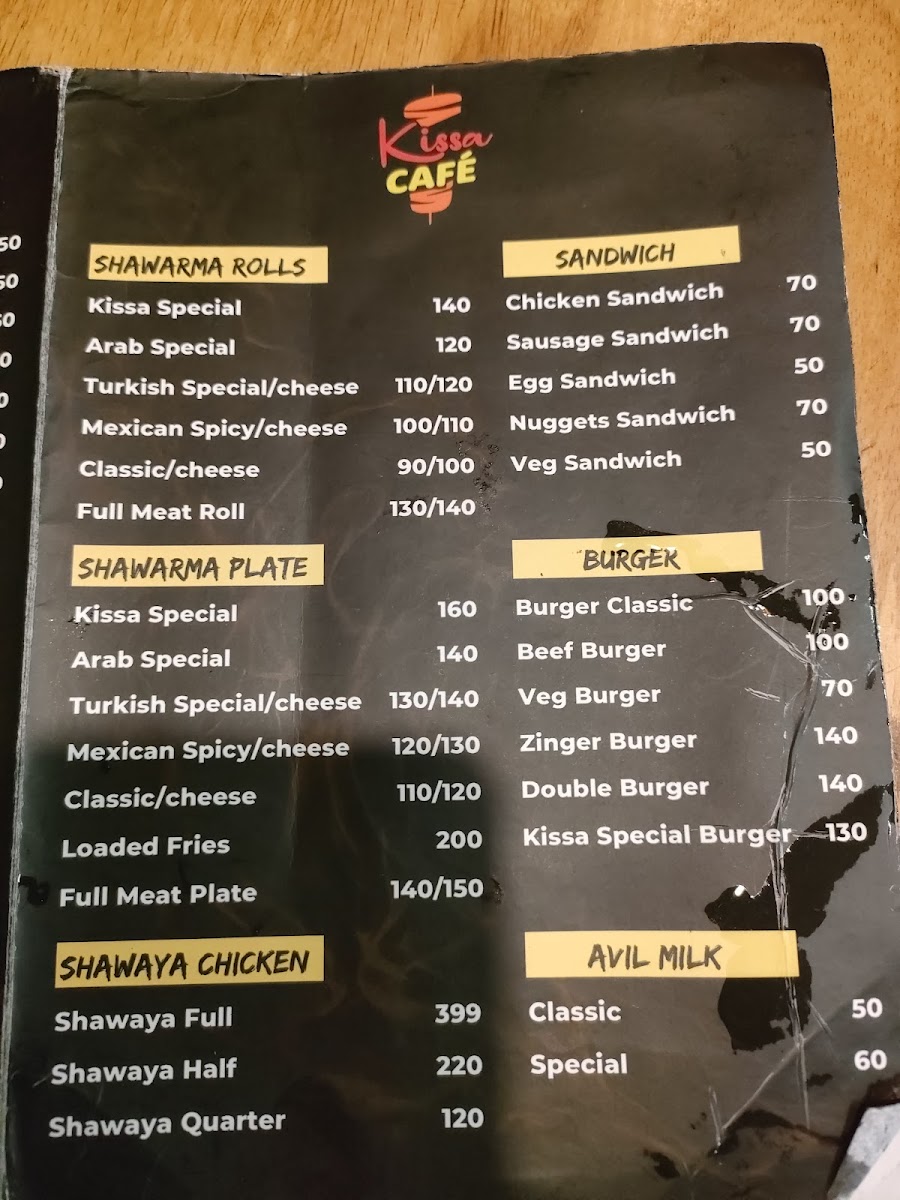 Kissa
CAFÉ
SHAWARMA ROLLS
Kissa Special 140
Arab Special 120
Turkish Special/cheese 110/120
Mexican Spicy/cheese 100/110
Classic/cheese 90/100
Full Meat Roll 130/140
SHAWARMA PLATE
Kissa Special 160
Arab Special 140
Turkish Special/cheese 130/140
Mexican Spicy/cheese 120/130
Classic/cheese 110/120
Loaded Fries 200
Full Meat Plate 140/150
SHAWAYA CHICKEN
Shawaya Full 399
Shawaya Half 220
Shawaya Quarter 120
SANDWICH
Chicken Sandwich 70
Sausage Sandwich 70
Egg Sandwich 50
Nuggets Sandwich 70
Veg Sandwich 50
BURGER
Burger Classic 100
Beef Burger 100
Veg Burger 70
Zinger Burger 140
Double Burger 140
Kissa Special Burger 130
AVIL MILK
Classic 50
Special 60